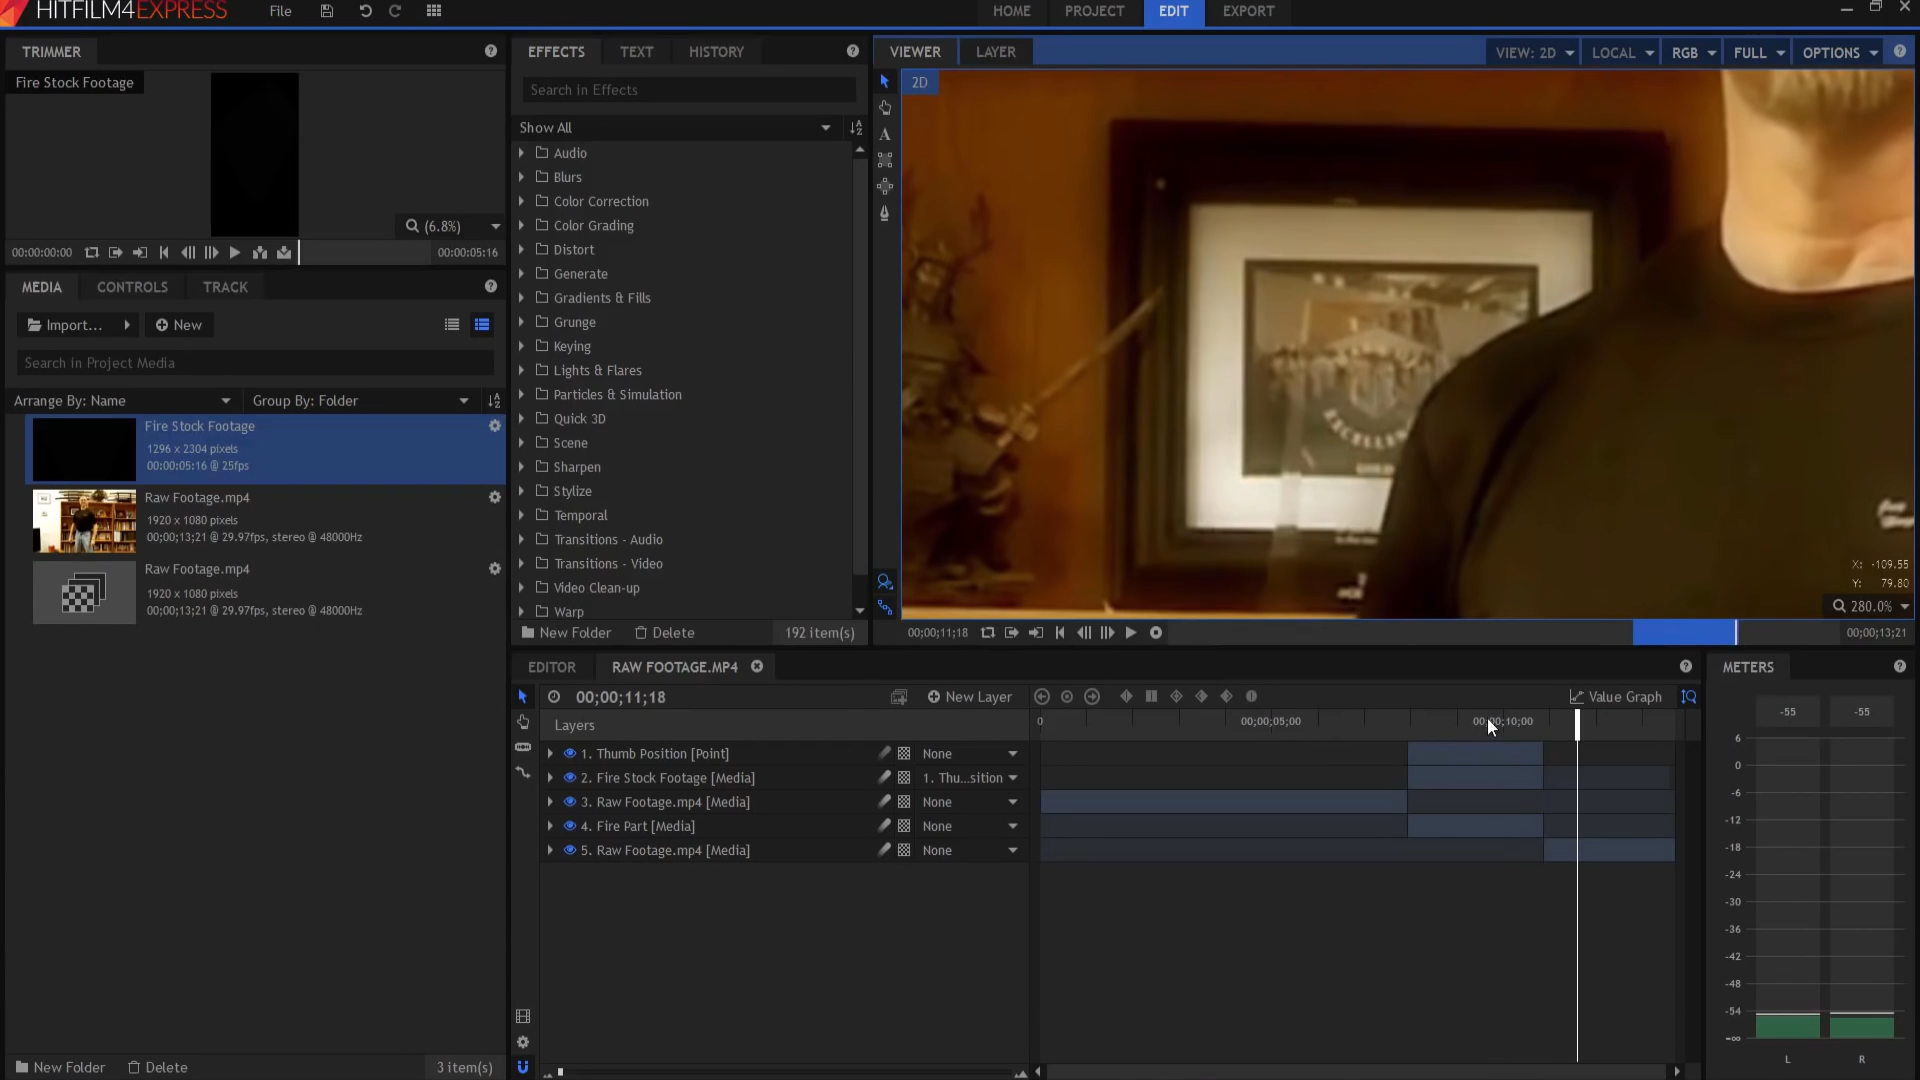 HITFILM4EXPRESS
File
HOME
PROJECT
EDIT
EXPORT
TRIMMER
Fire Stock Footage
(6.8%)
00:00:00:00
00:00:05:16
MEDIA
CONTROLS
TRACK
Import...
New
Search in Project Media
Arrange By: Name
Group By: Folder
Fire Stock Footage
1296 x 2304 pixels
00:00:05:16 @ 25fps
Raw Footage.mp4
1920 x 1080 pixels
00;00;13;21 @ 29.97fps, stereo @ 48000Hz
Raw Footage.mp4
1920 x 1080 pixels
00;00;13;21 @ 29.97fps, stereo @ 48000Hz
New Folder
Delete
3 item(s)
EFFECTS
TEXT
HISTORY
Search in Effects
Show All
Audio
Blurs
Color Correction
Color Grading
Distort
Generate
Gradients & Fills
Grunge
Keying
Lights & Flares
Particles & Simulation
Quick 3D
Scene
Sharpen
Stylize
Temporal
Transitions - Audio
Transitions - Video
Video Clean-up
Warp
New Folder
Delete
192 item(s)
VIEWER
LAYER
VIEW: 2D
LOCAL
RGB
FULL
OPTIONS
2D
A
X: -109.55
Y: 79.80
280.0%
00;00;11;18
00;00;13;21
EDITOR
RAW FOOTAGE.MP4
00;00;11;18
New Layer
Value Graph
Layers
0
00;00;05;00
00;00;10;00
1. Thumb Position [Point]
None
2. Fire Stock Footage [Media]
1. Thu...sition
3. Raw Footage.mp4 [Media]
None
4. Fire Part [Media]
None
5. Raw Footage.mp4 [Media]
None
METERS
-55
-55
6
0
-6
-12
-18
-24
-30
-36
-42
-48
-54
-∞
L
R